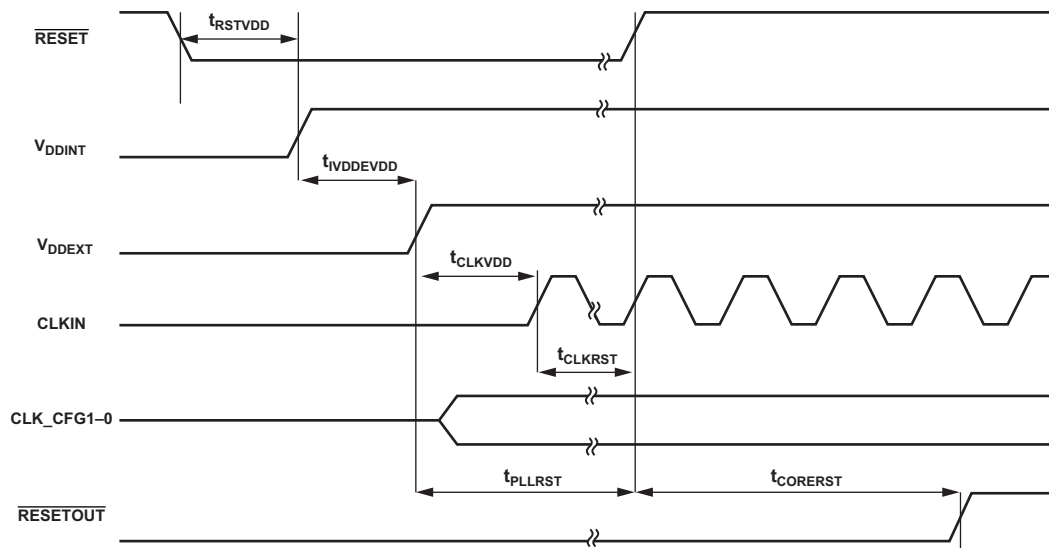 tRSTVDD
RESET
VDDINT
tIVDDEVDD
VDDEXT
tCLKVDD
CLKIN
tCLKRST
CLK_CFG1–0
tPLLRST
tCORERST
RESETOUT